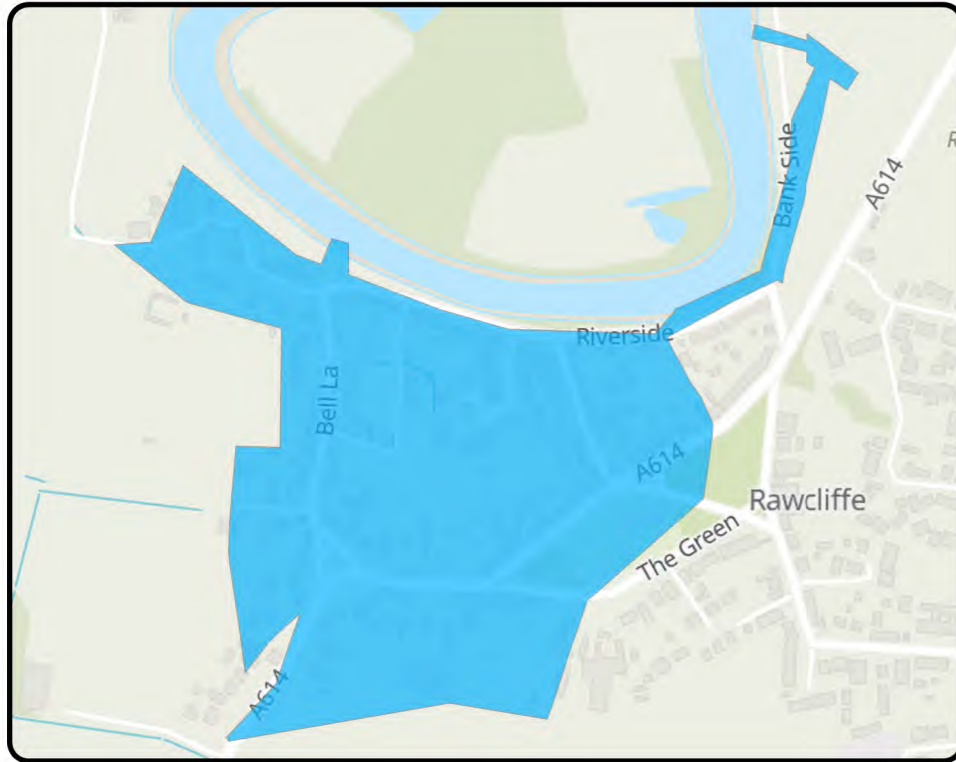 Bank Side
A614
Riverside
Bell La
A614
Rawcliffe
The Green
A614